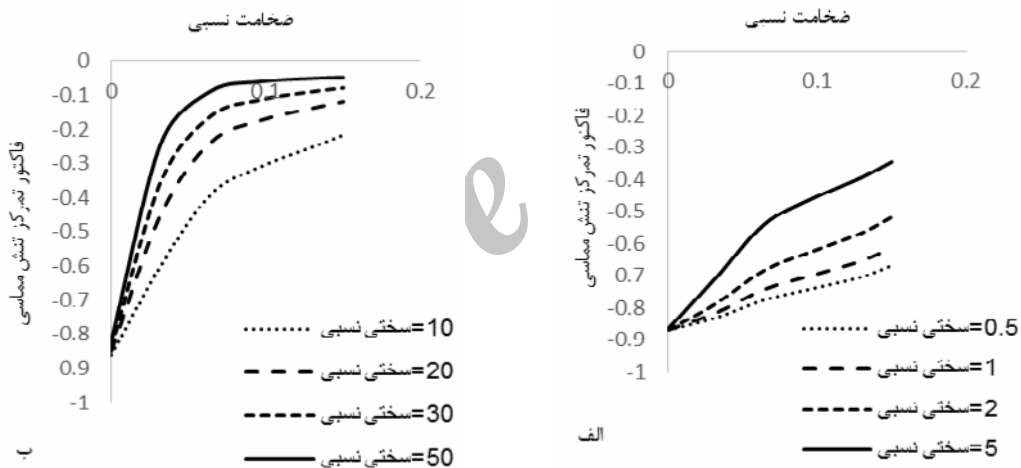 ضخامت نسبی
0
0.1
0.2
0
-0.1
-0.2
-0.3
-0.4
-0.5
-0.6
-0.7
-0.8
-0.9
-1
فاکتور تمرکز تنش مماسی
0.5=سختی نسبی
1=سختی نسبی
2=سختی نسبی
5=سختی نسبی
الف
ضخامت نسبی
0
0.1
0.2
0
-0.1
-0.2
-0.3
-0.4
-0.5
-0.6
-0.7
-0.8
0.9
-1
فاکتور تمرکز تنش مماسی
10=سختی نسبی
20=سختی نسبی
30=سختی نسبی
50=سختی نسبی
ب
e